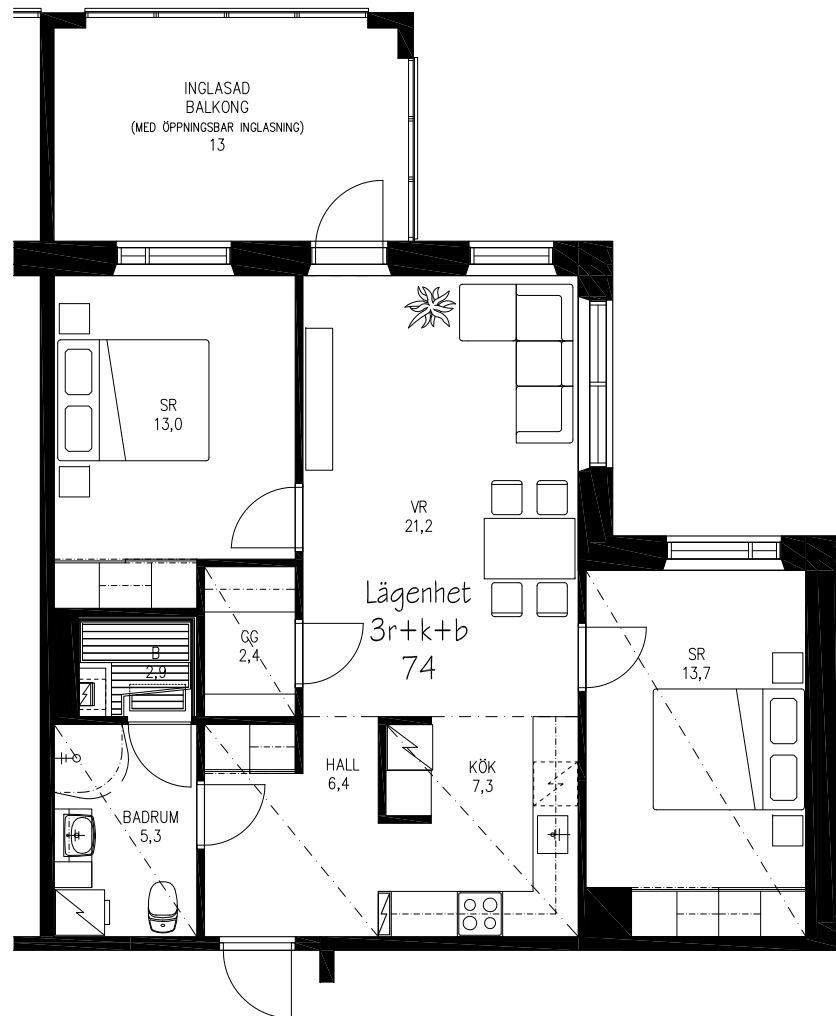 INGLASAD
BALKONG
(MED ÖPPNINGSBAR INGLASNING)
13
SR
13,0
VR
21,2
Lägenhet
3r+k+b
74
GG
2,4
B
2,9
SR
13,7
HALL
6,4
KÖK
7,3
BADRUM
5,3